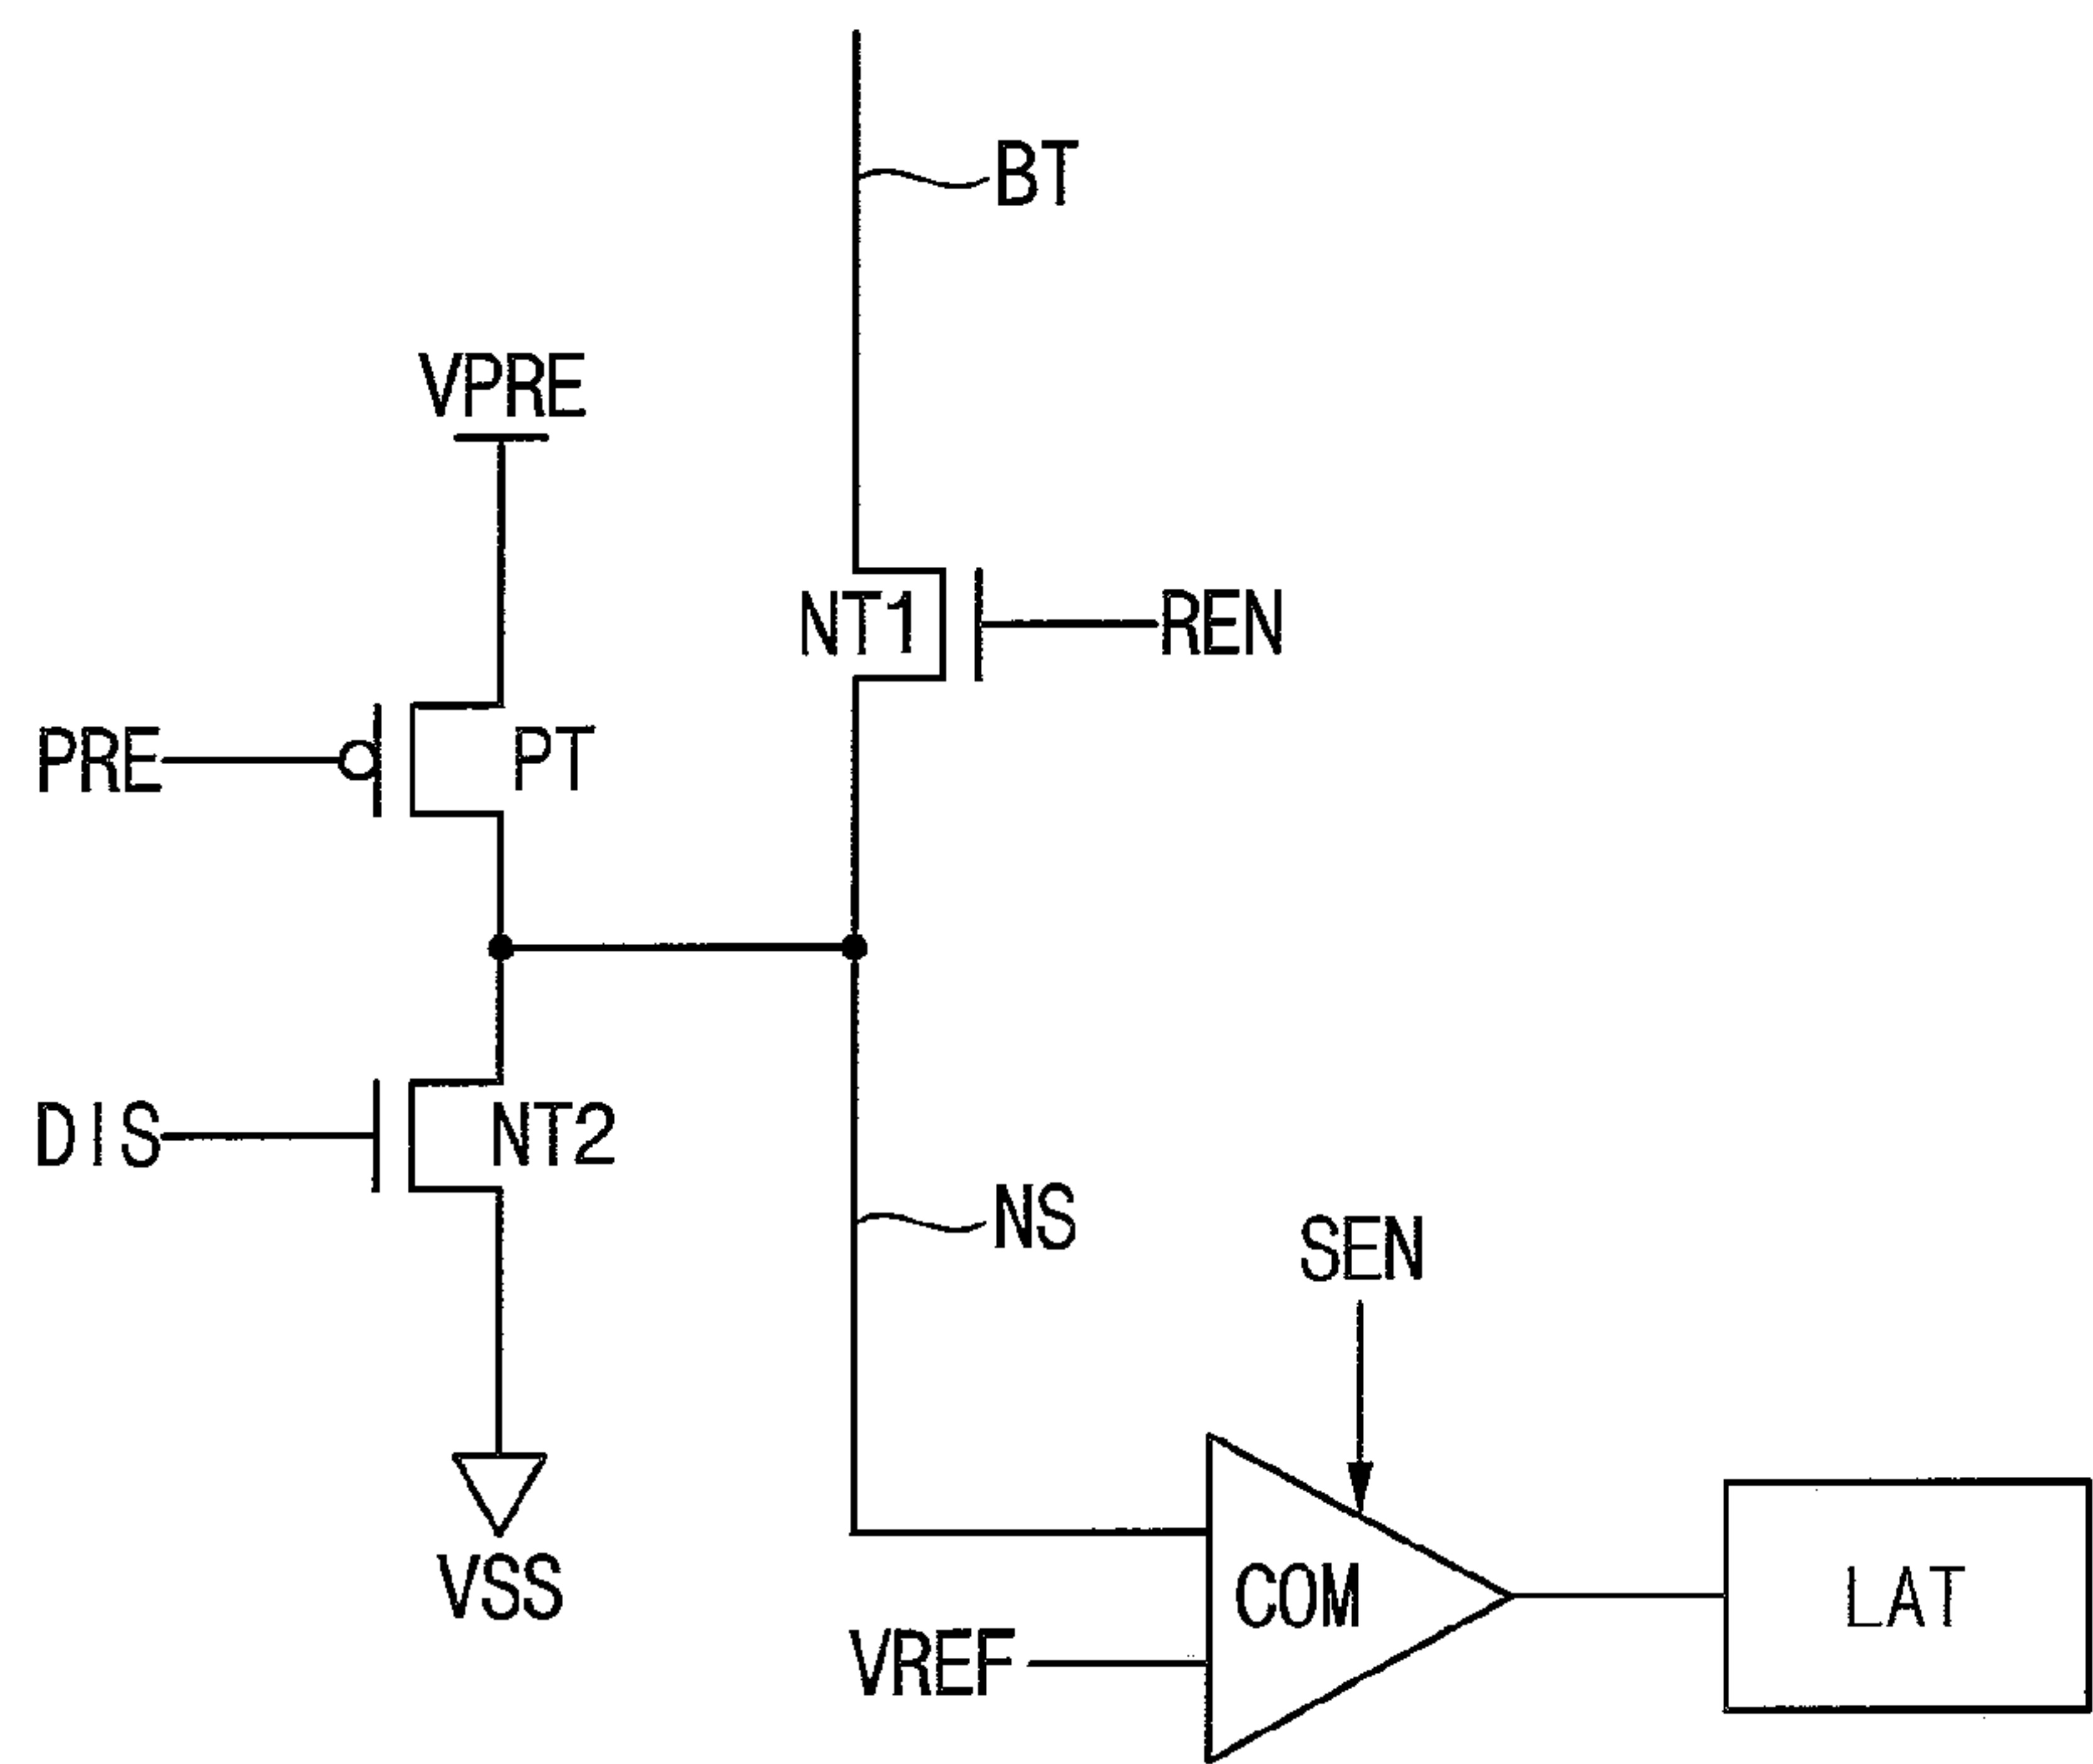 BT
VPRE
NT1
REN
PRE
PT
DIS
NT2
NS
SEN
VSS
COM
LAT
VREF